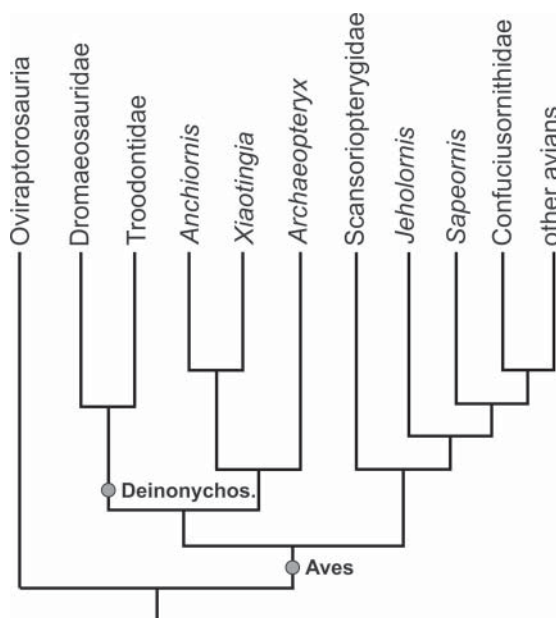 Oviraptorosauria
Dromaeosauridae
Troodontidae
Anchiornis
Xiaotingia
Archaeopteryx
Scansoriopterygidae
Jeholornis
Sapeornis
Confuciusornithidae
other avians
Deinonychos.
Aves